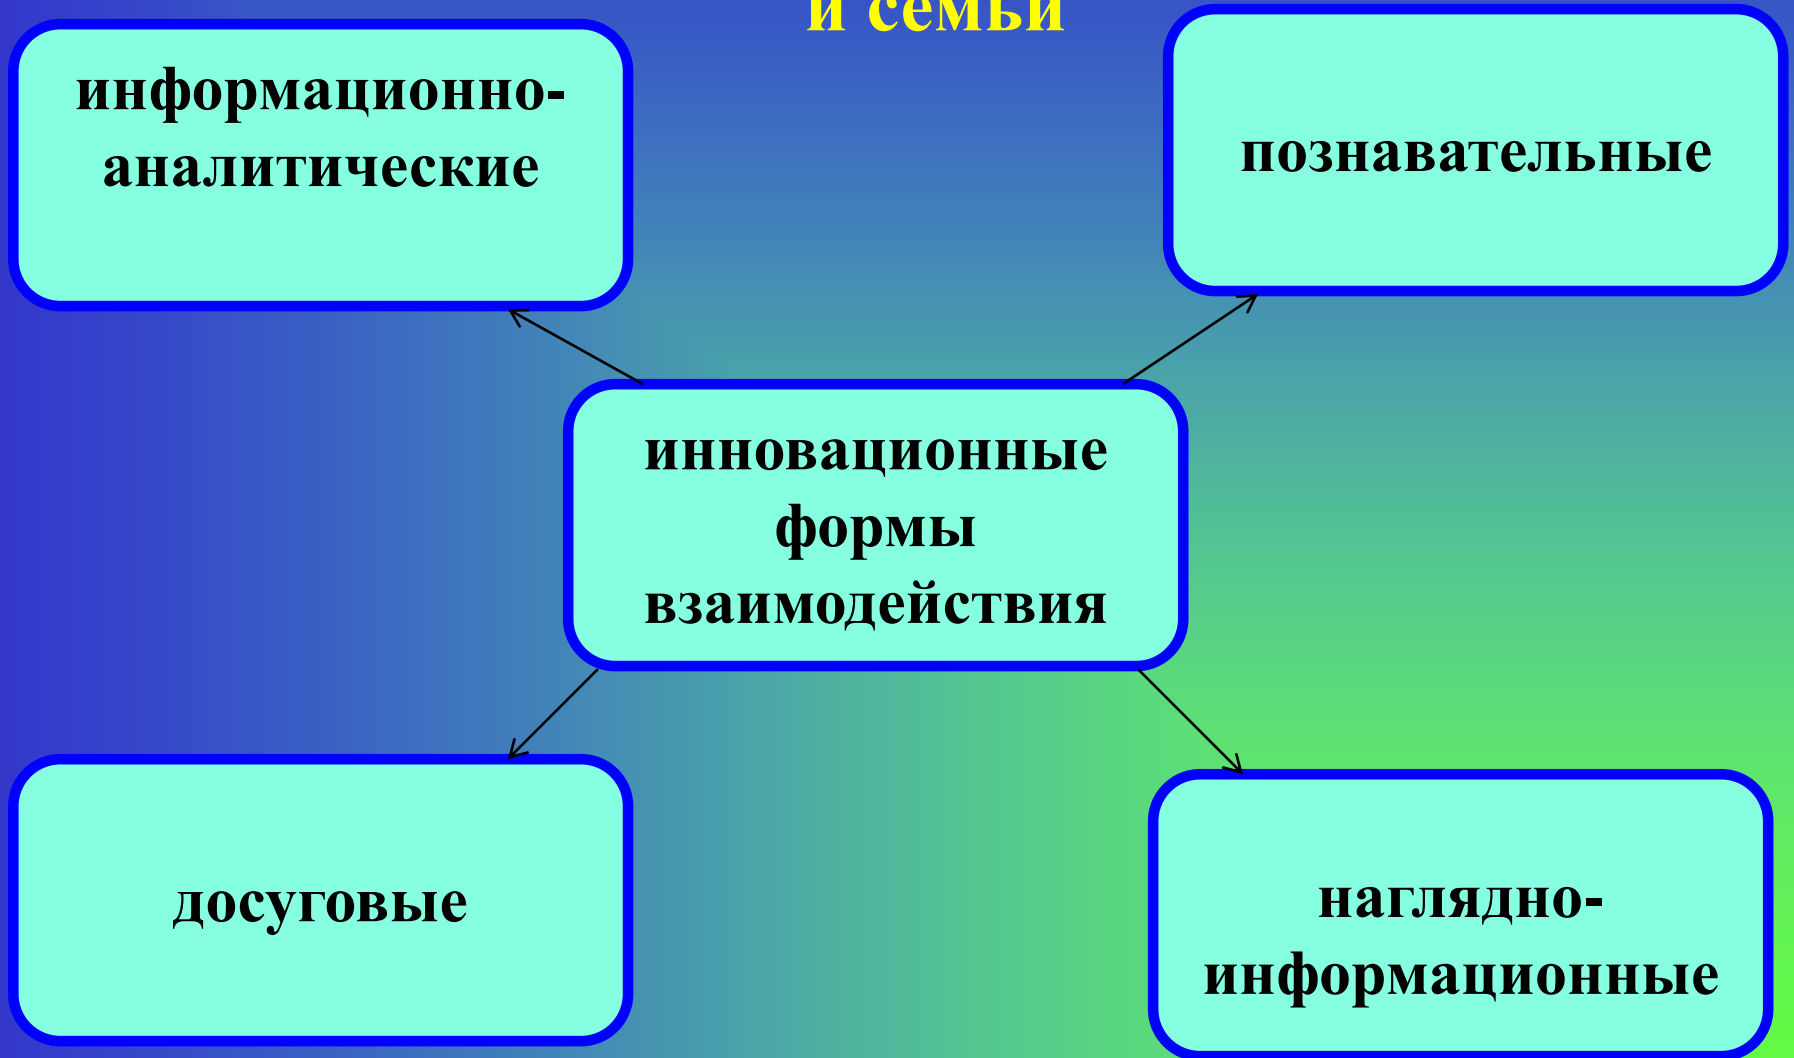 и семьи
информационно-
аналитические
познавательные
инновационные
формы
взаимодействия
досуговые
наглядно-
информационные